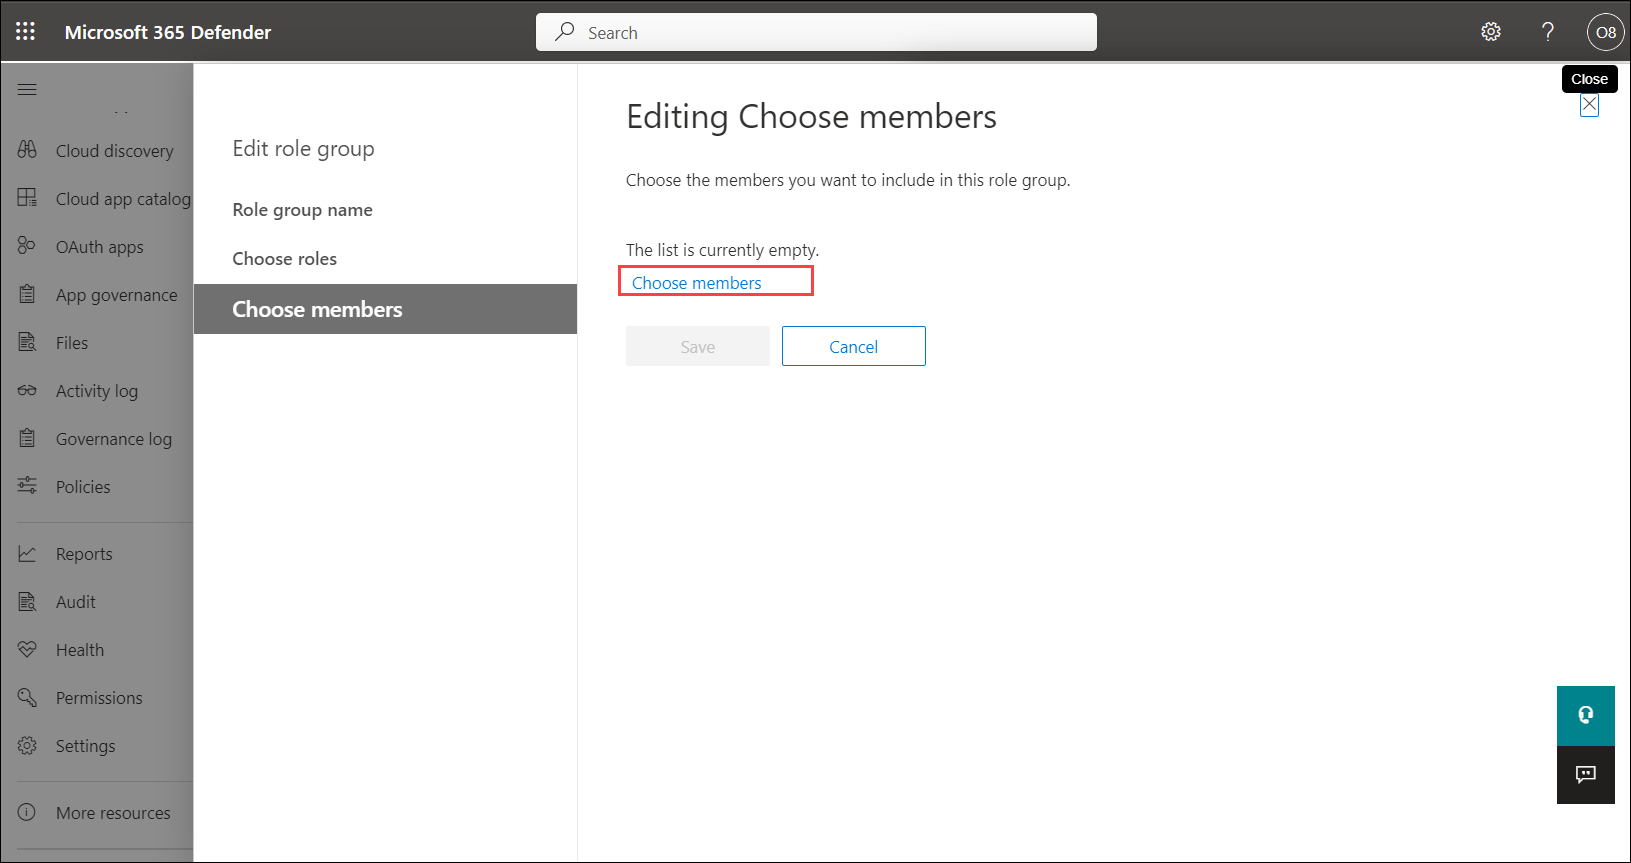 Microsoft 365 Defender
Search
O8
Close
Cloud discovery
Cloud app catalog
OAuth apps
App governance
Files
Activity log
Governance log
Policies
Reports
Audit
Health
Permissions
Settings
More resources
Edit role group
Role group name
Choose roles
Choose members
Editing Choose members
Choose the members you want to include in this role group.
The list is currently empty.
Choose members
Save
Cancel